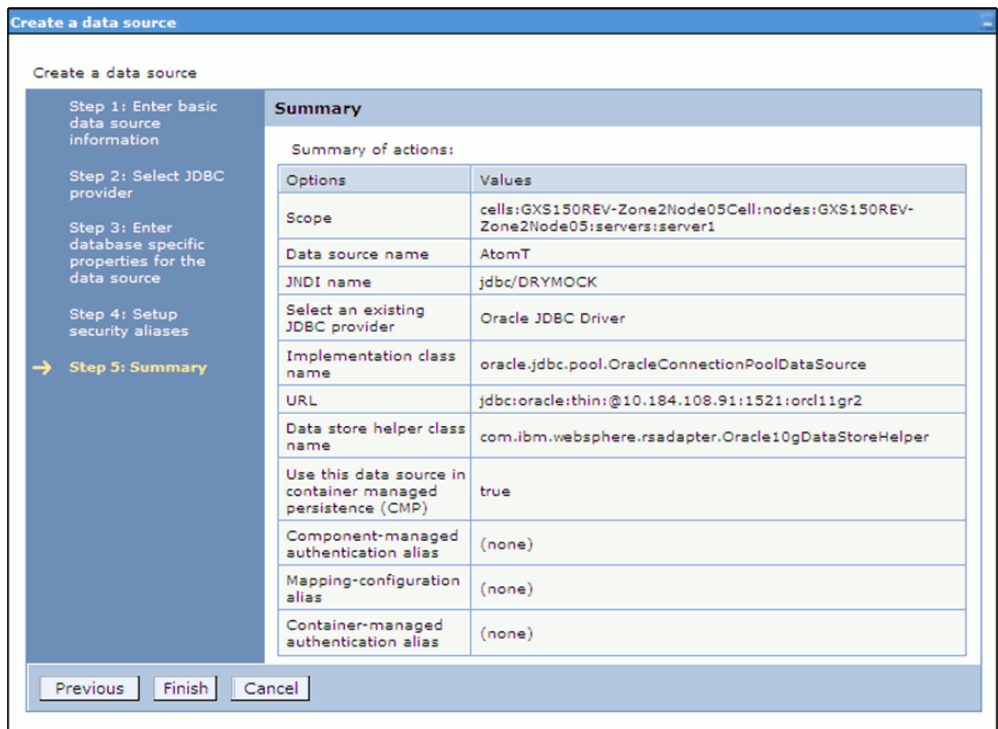 Create a data source
Create a data source
Step 1: Enter basic
data source
information
Step 2: Select JDBC
provider
Step 3: Enter
database specific
properties for the
data source
Step 4: Setup
security aliases
Step 5: Summary
Summary
Summary of actions:
Options Values
Scope
cells:GXS150REV-Zone2Node05Cell:nodes:GXS150REV-
Zone2Node05:servers:server1
Data source name AtomT
JNDI name jdbc/DRYMOCK
Select an existing
JDBC provider
Oracle JDBC Driver
Implementation class
name
oracle.jdbc.pool.OracleConnectionPoolDataSource
URL jdbc:oracle:thin:@10.184.108.91:1521:orcl11gr2
Data store helper class
name
com.ibm.websphere.rsadapter.Oracle10gDataStoreHelper
Use this data source in
container managed
persistence (CMP)
true
Component-managed
authentication alias
(none)
Mapping-configuration
alias
(none)
Container-managed
authentication alias
(none)
Previous Finish Cancel